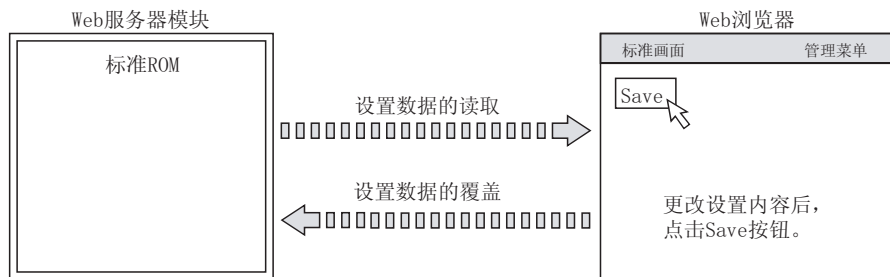 Web服务器模块
Web浏览器
标准ROM
标准画面
管理菜单
Save
设置数据的读取
设置数据的覆盖
更改设置内容后,
点击Save按钮。